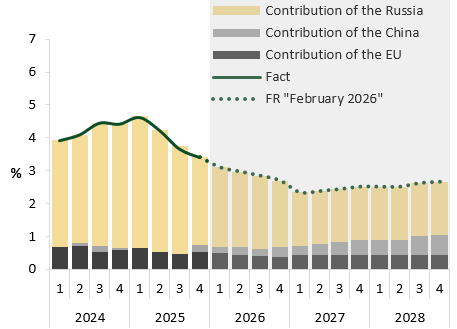 Contribution of the Russia
Contribution of the China
Contribution of the EU
Fact
FR "February 2026"
7
6
5
4
3
2
1
0
%
1 2 3 4 1 2 3 4 1 2 3 4 1 2 3 4 1 2 3 4
2024 2025 2026 2027 2028